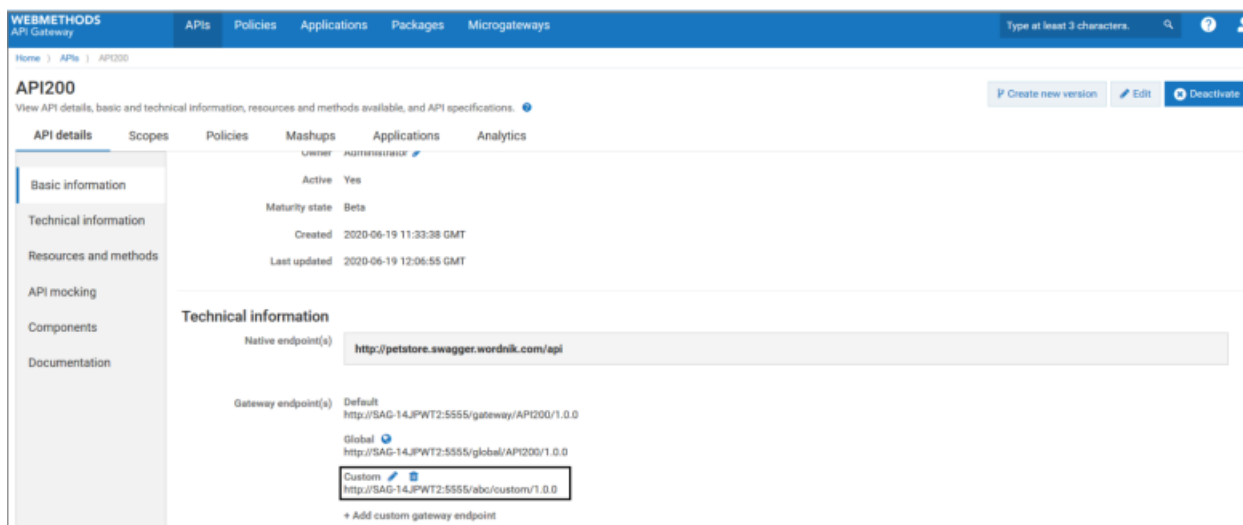 WEBMETHODS
API Gateway
APIs Policies Applications Packages Microgateways
Type at least 3 characters.
Home APIs API200
API200
View API details, basic and technical information, resources and methods available, and API specifications.
Create new version Edit Deactivate
API details Scopes Policies Mashups Applications Analytics
Owner Administrator
Basic information
Active Yes
Technical information
Maturity state Beta
Created 2020-06-19 11:33:38 GMT
Resources and methods
Last updated 2020-06-19 12:06:55 GMT
API mocking
Technical information
Components
Native endpoint(s) http://petstore.swagger.wordnik.com/api
Documentation
Gateway endpoint(s) Default
http://SAG-14JPWT2:5555/gateway/API200/1.0.0
Global
http://SAG-14JPWT2:5555/global/API200/1.0.0
Custom
http://SAG-14JPWT2:5555/abc/custom/1.0.0
+ Add custom gateway endpoint